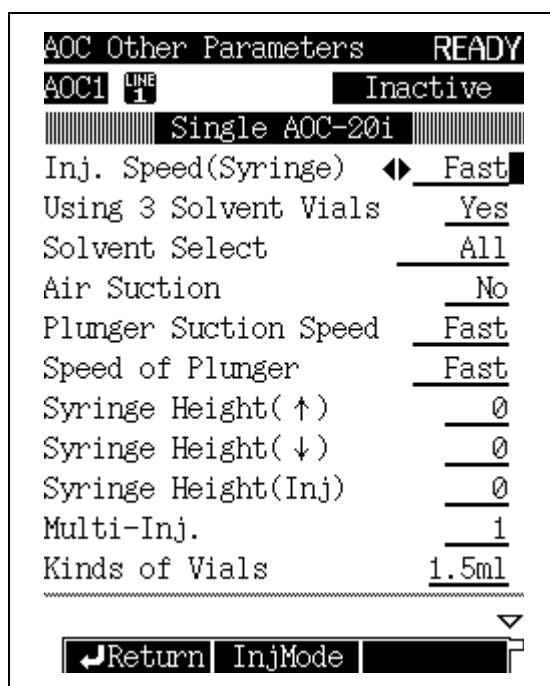 AOC Other Parameters READY
AOC1 LINE 1 Inactive
Single AOC-20i
Inj. Speed(Syringe) Fast
Using 3 Solvent Vials Yes
Solvent Select All
Air Suction No
Plunger Suction Speed Fast
Speed of Plunger Fast
Syringe Height(↑) 0
Syringe Height(↓) 0
Syringe Height(Inj) 0
Multi-Inj. 1
Kinds of Vials 1.5ml
Return InjMode